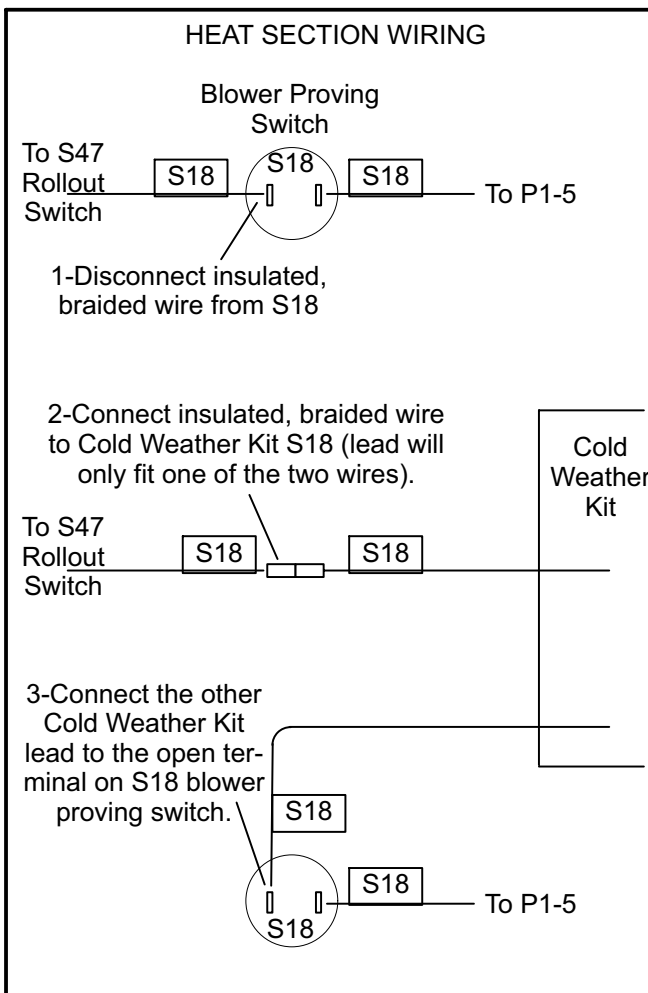 HEAT SECTION WIRING
Blower Proving
Switch
To S47
Rollout
Switch
S18
S18
S18
To P1-5
1-Disconnect insulated,
braided wire from S18
2-Connect insulated, braided wire
to Cold Weather Kit S18 (lead will
only fit one of the two wires).
Cold
Weather
Kit
To S47
Rollout
Switch
S18
S18
3-Connect the other
Cold Weather Kit
lead to the open ter-
minal on S18 blower
proving switch.
S18
S18
S18
To P1-5